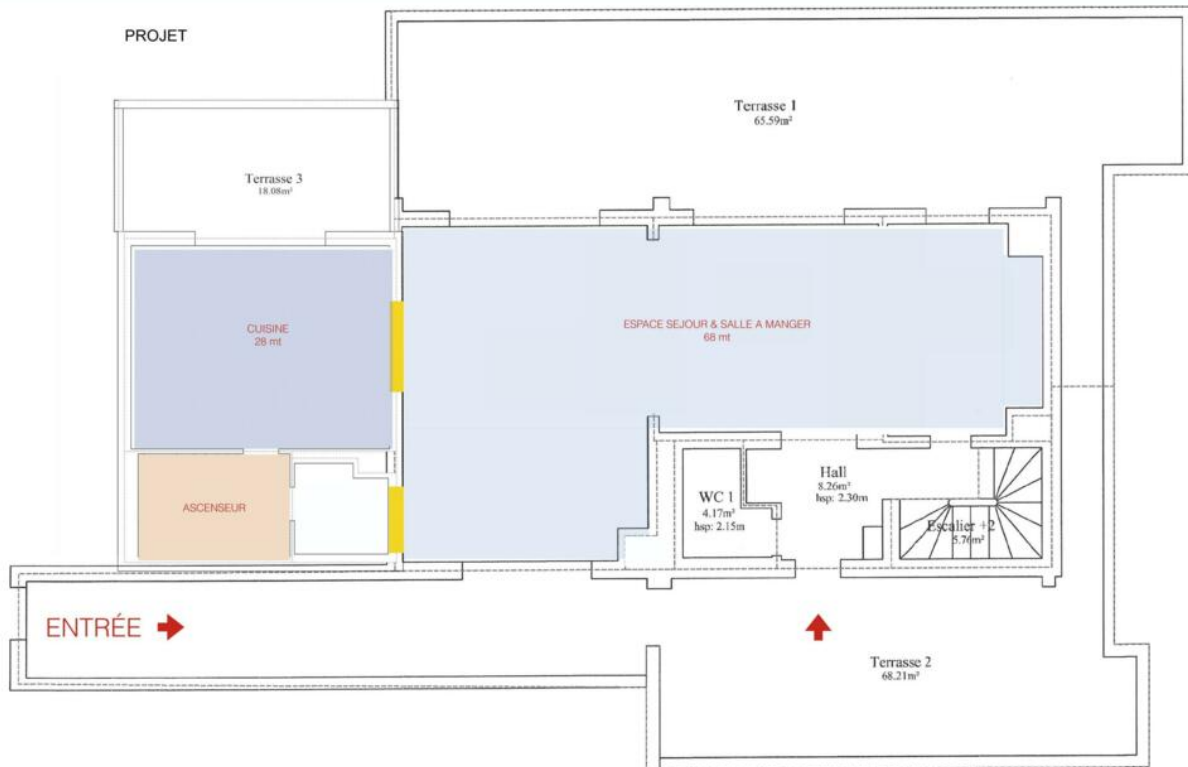 PROJET
Terrasse 1
65.59m²
Terrasse 3
18.08m²
CUISINE
28 mt
ESPACE SEJOUR & SALLE A MANGER
68 mt
ASCENSEUR
WC 1
4.17m²
hsp: 2.15m
Hall
8.26m²
hsp: 2.30m
Escalier +2
5.76m²
ENTRÉE
Terrasse 2
68.21m²